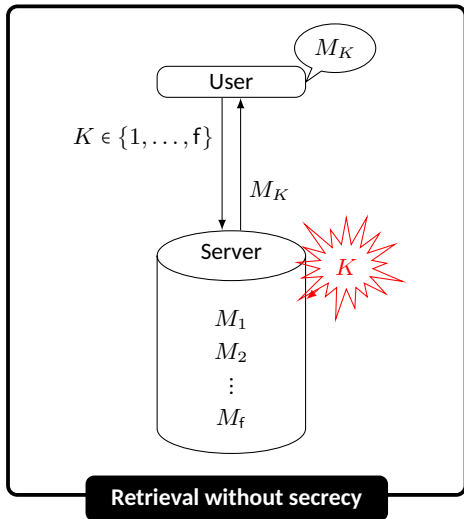 M_K
User
K ∈ {1, …, f}
M_K
Server
K
M_1
M_2
⋮
M_f
Retrieval without secrecy